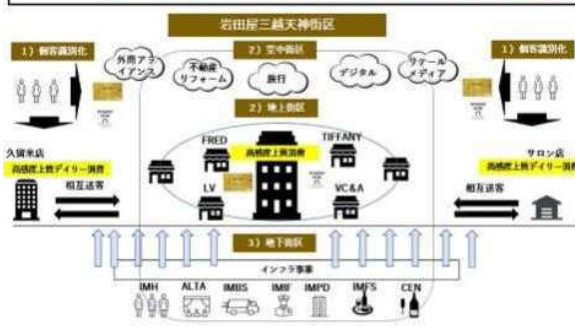 岩田屋三越天神街区
1）個客識別化
2）空中街区
1）個客識別化
外商アライアンス
不動産
リフォーム
旅行
デジタル
リテール
メディア
2）地上街区
FRED
TIFFANY
高感度上質消費
LV
VC&A
久留米店
高感度上質デイリー消費
相互送客
サロン店
高感度上質デイリー消費
相互送客
3）地下街区
インフラ事業
IMH ALTA IMBS IMIF IMPD IMFS CEN